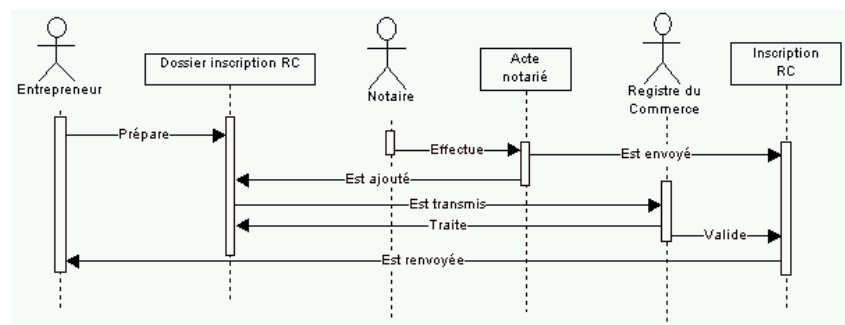 Entrepreneur
Dossier inscription RC
Notaire
Acte
notarié
Registre du
Commerce
Inscription
RC
Prépare
Effectue
Est envoyé
Est ajouté
Est transmis
Traite
Valide
Est renvoyée